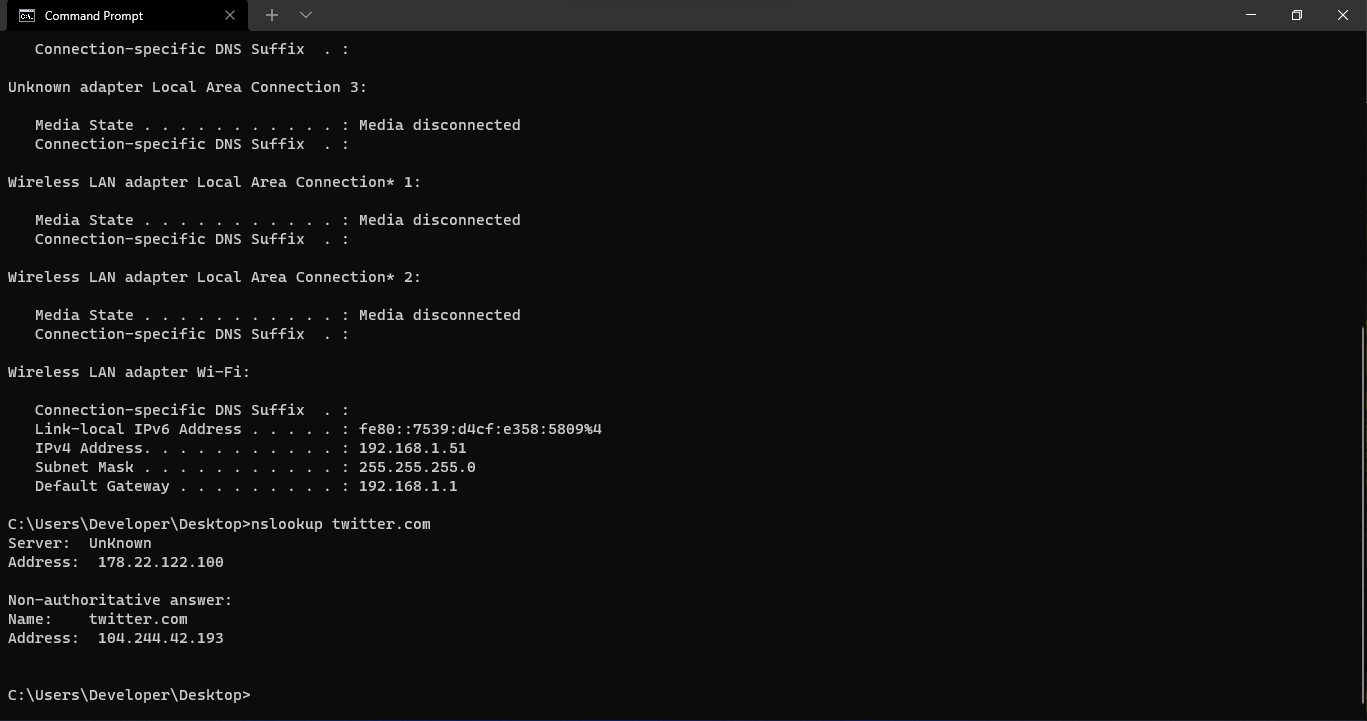 Command Prompt
Connection-specific DNS Suffix  . :
Unknown adapter Local Area Connection 3:
Media State . . . . . . . . . . . : Media disconnected
Connection-specific DNS Suffix  . :
Wireless LAN adapter Local Area Connection* 1:
Media State . . . . . . . . . . . : Media disconnected
Connection-specific DNS Suffix  . :
Wireless LAN adapter Local Area Connection* 2:
Media State . . . . . . . . . . . : Media disconnected
Connection-specific DNS Suffix  . :
Wireless LAN adapter Wi-Fi:
Connection-specific DNS Suffix  . :
Link-local IPv6 Address . . . . . : fe80::7539:d4cf:e358:5809%4
IPv4 Address. . . . . . . . . . . : 192.168.1.51
Subnet Mask . . . . . . . . . . . : 255.255.255.0
Default Gateway . . . . . . . . . : 192.168.1.1
C:\Users\Developer\Desktop>nslookup twitter.com
Server:  UnKnown
Address:  178.22.122.100
Non-authoritative answer:
Name:    twitter.com
Address:  104.244.42.193
C:\Users\Developer\Desktop>